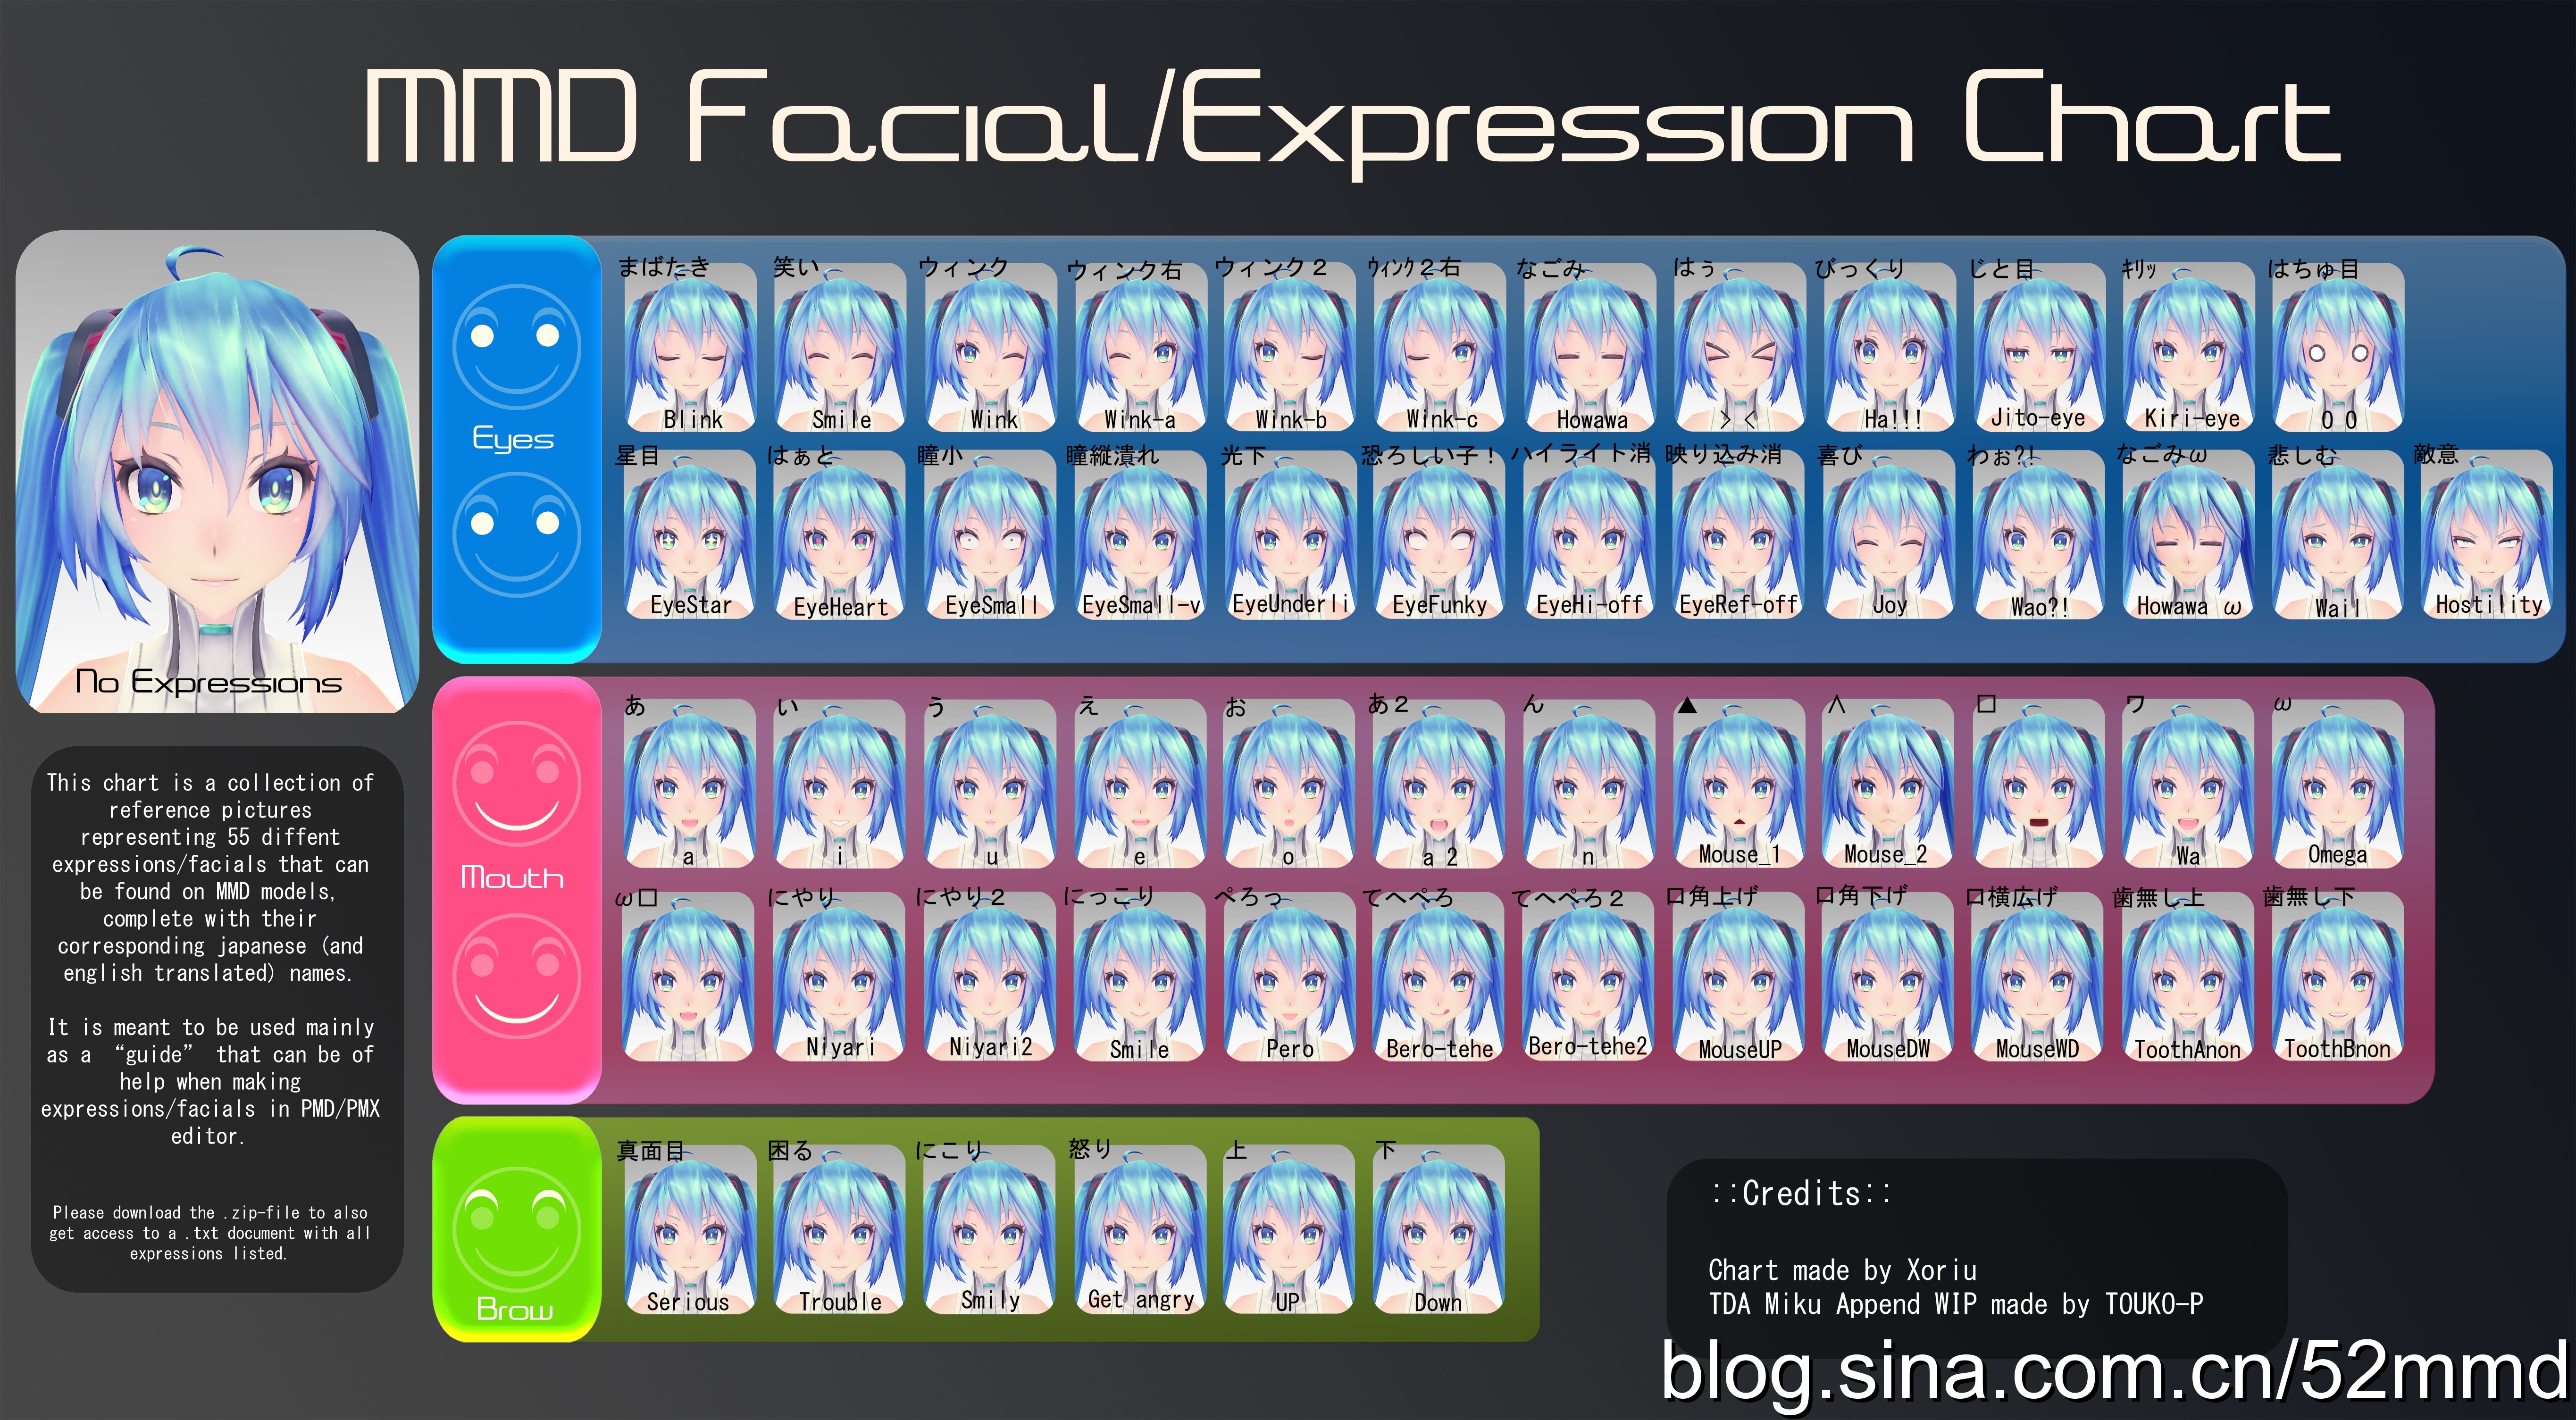 MMD Facial/Expression Chart
No Expressions
This chart is a collection of
reference pictures
representing 55 diffent
expressions/facials that can
be found on MMD models,
complete with their
corresponding japanese (and
english translated) names.
It is meant to be used mainly
as a “guide” that can be of
help when making
expressions/facials in PMD/PMX
editor.
Please download the .zip-file to also
get access to a .txt document with all
expressions listed.
Eyes
まばたき 笑い ウィンク ウィンク右 ウィンク２ ｳｨﾝｸ２右 なごみ はぅ びっくり じと目 ｷﾘｯ はちゅ目
Blink Smile Wink Wink-a Wink-b Wink-c Howawa > < Ha!!! Jito-eye Kiri-eye O O
星目 はぁと 瞳小 瞳縦潰れ 光下 恐ろしい子！ ハイライト消 映り込み消 喜び わぉ?! なごみω 悲しむ 敵意
EyeStar EyeHeart EyeSmall EyeSmall-v EyeUnderli EyeFunky EyeHi-off EyeRef-off Joy Wao?! Howawa ω Wail Hostility
Mouth
あ い う え お あ２ ん ▲ ∧ □ ワ ω
a i u e o a 2 n Mouse_1 Mouse_2 Wa Omega
ω□ にやり にやり２ にっこり ぺろっ てへぺろ てへぺろ２ 口角上げ 口角下げ 口横広げ 歯無し上 歯無し下
Niyari Niyari2 Smile Pero Bero-tehe Bero-tehe2 MouseUP MouseDW MouseWD ToothAnon ToothBnon
Brow
真面目 困る にこり 怒り 上 下
Serious Trouble Smily Get angry UP Down
::Credits::
Chart made by Xoriu
TDA Miku Append WIP made by TOUKO-P
blog.sina.com.cn/52mmd